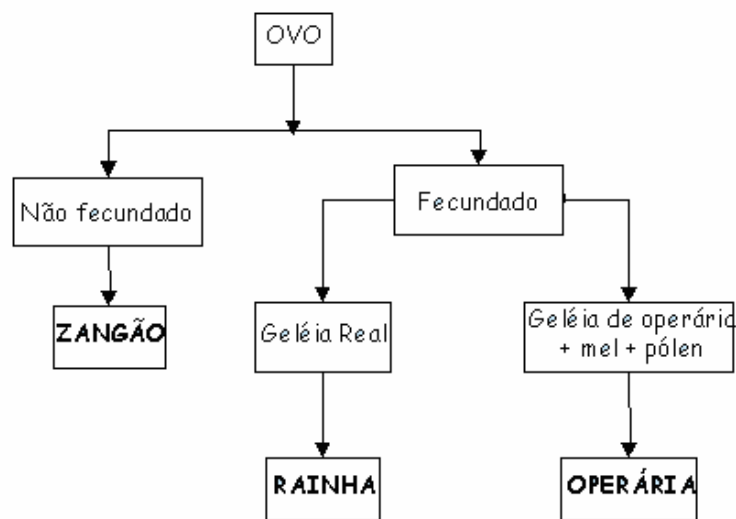 OVO
Não fecundado
Fecundado
ZANGÃO
Geléia Real
Geléia de operária
+ mel + pólen
RAINHA
OPERÁRIA